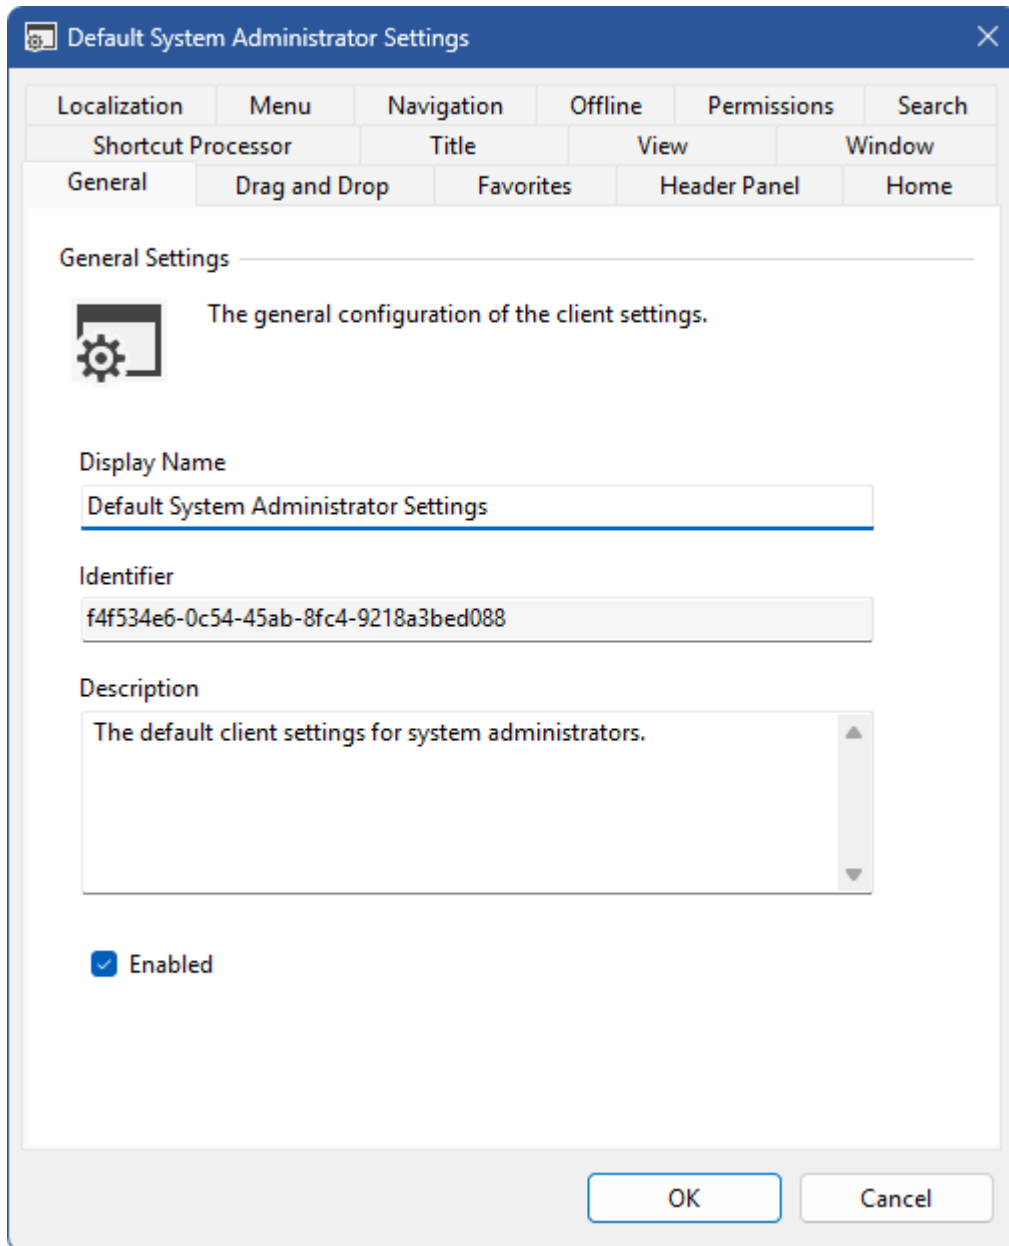 Default System Administrator Settings
Localization Menu Navigation Offline Permissions Search
Shortcut Processor Title View Window
General Drag and Drop Favorites Header Panel Home
General Settings
The general configuration of the client settings.
Display Name
Default System Administrator Settings
Identifier
f4f534e6-0c54-45ab-8fc4-9218a3bed088
Description
The default client settings for system administrators.
Enabled
OK Cancel